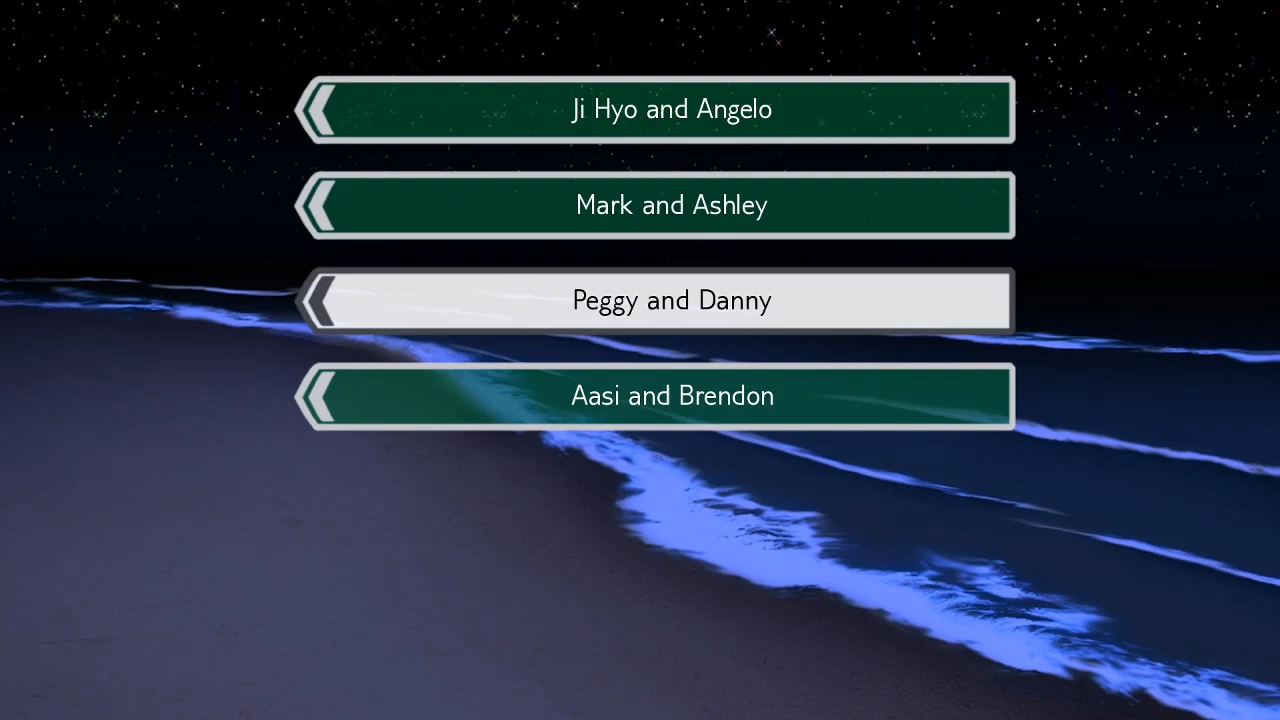 Ji Hyo and Angelo
Mark and Ashley
Peggy and Danny
Aasi and Brendon